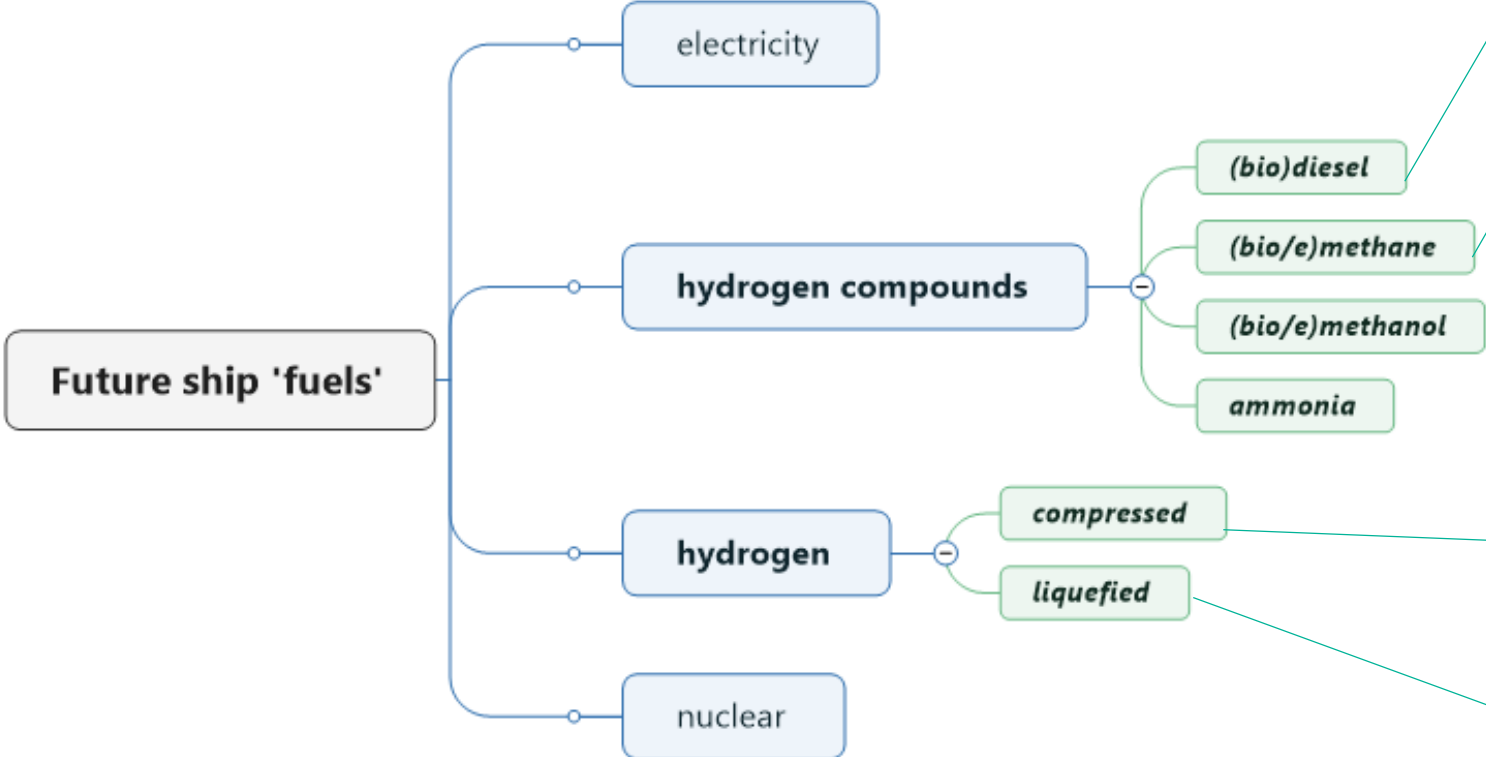 electricity
(bio)diesel
(bio/e)methane
hydrogen compounds
(bio/e)methanol
Future ship 'fuels'
ammonia
compressed
hydrogen
liquefied
nuclear